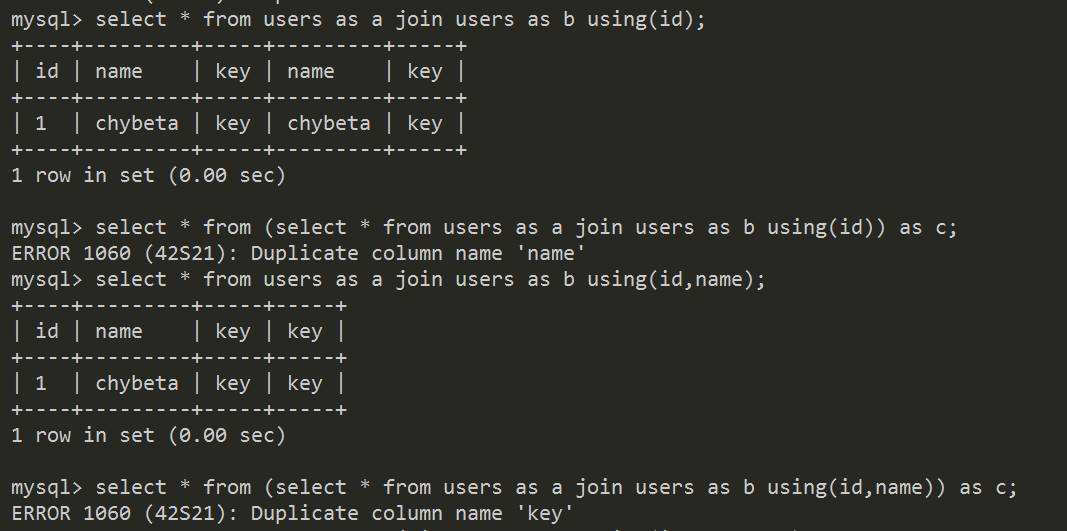 mysql> select * from users as a join users as b using(id);
+----+---------+-----+---------+-----+
| id | name    | key | name    | key |
+----+---------+-----+---------+-----+
| 1  | chybeta | key | chybeta | key |
+----+---------+-----+---------+-----+
1 row in set (0.00 sec)

mysql> select * from (select * from users as a join users as b using(id)) as c;
ERROR 1060 (42S21): Duplicate column name 'name'
mysql> select * from users as a join users as b using(id,name);
+----+---------+-----+-----+
| id | name    | key | key |
+----+---------+-----+-----+
| 1  | chybeta | key | key |
+----+---------+-----+-----+
1 row in set (0.00 sec)

mysql> select * from (select * from users as a join users as b using(id,name)) as c;
ERROR 1060 (42S21): Duplicate column name 'key'